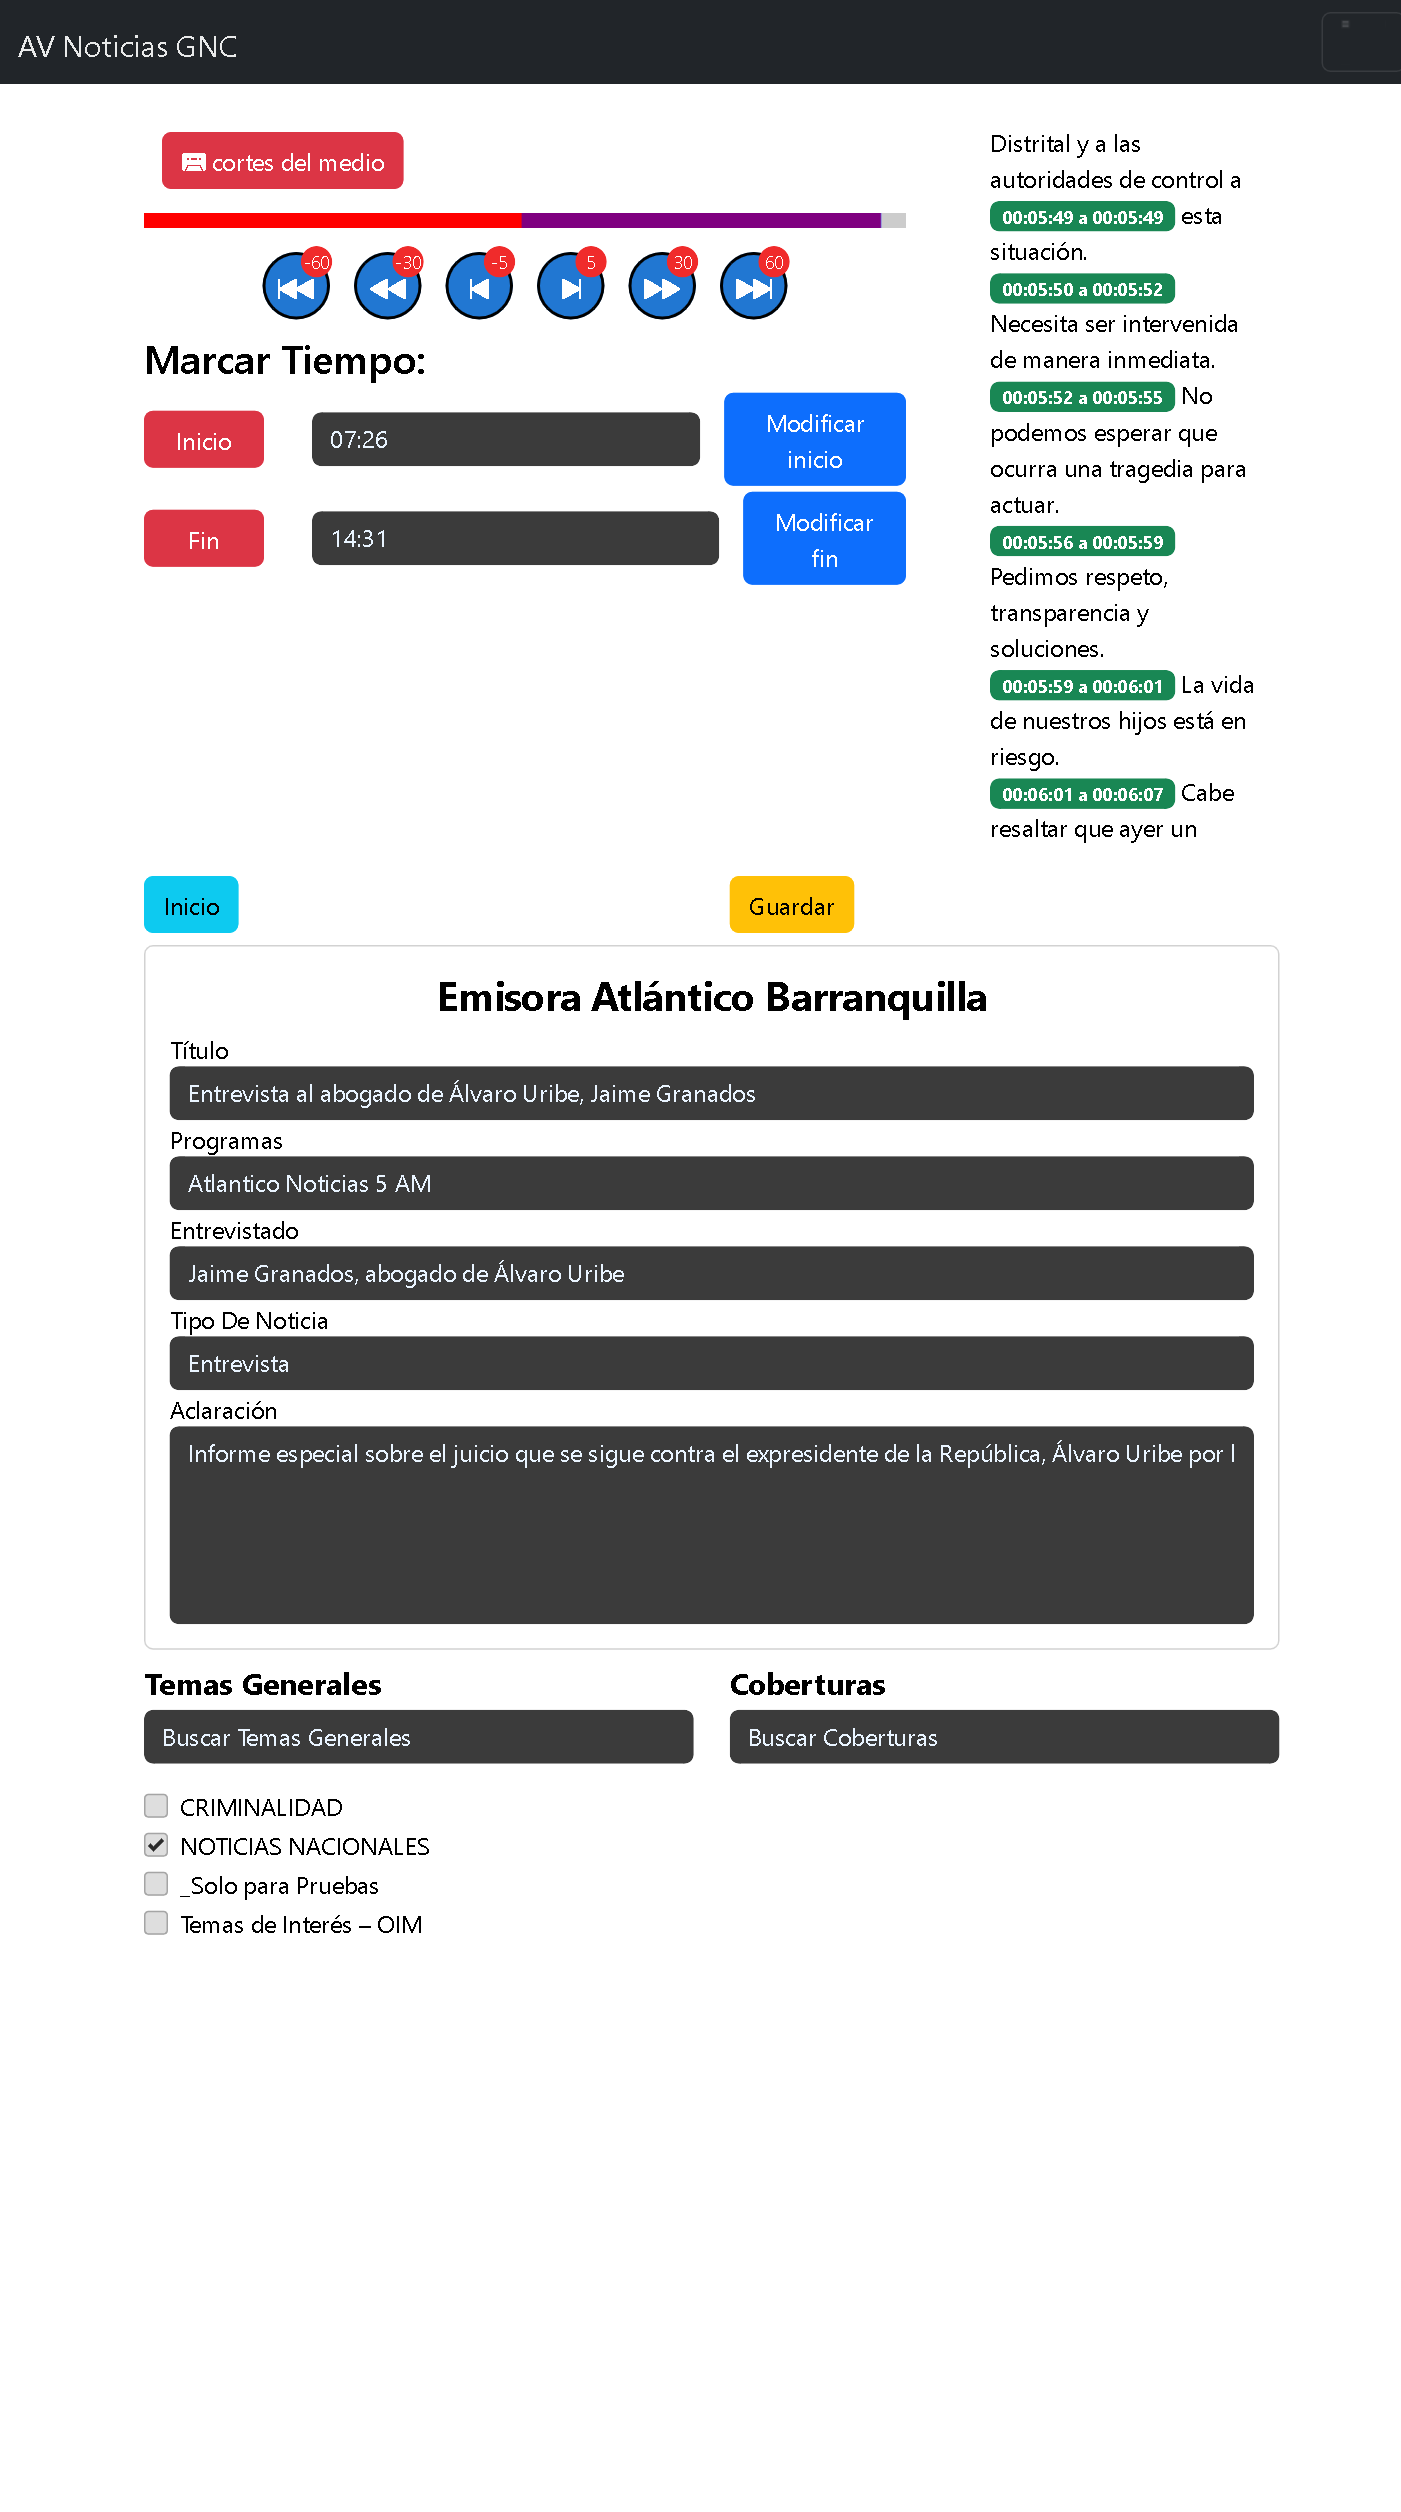 AV Noticias GNC
cortes del medio
-60
-30
-5
5
30
60
Marcar Tiempo:
Inicio
07:26
Modificar
inicio
Fin
14:31
Modificar
fin
Distrital y a las
autoridades de control a
00:05:49 a 00:05:49 esta
situación.
00:05:50 a 00:05:52
Necesita ser intervenida
de manera inmediata.
00:05:52 a 00:05:55 No
podemos esperar que
ocurra una tragedia para
actuar.
00:05:56 a 00:05:59
Pedimos respeto,
transparencia y
soluciones.
00:05:59 a 00:06:01 La vida
de nuestros hijos está en
riesgo.
00:06:01 a 00:06:07 Cabe
resaltar que ayer un
Inicio
Guardar
Emisora Atlántico Barranquilla
Título
Entrevista al abogado de Álvaro Uribe, Jaime Granados
Programas
Atlantico Noticias 5 AM
Entrevistado
Jaime Granados, abogado de Álvaro Uribe
Tipo De Noticia
Entrevista
Aclaración
Informe especial sobre el juicio que se sigue contra el expresidente de la República, Álvaro Uribe por l
Temas Generales
Buscar Temas Generales
CRIMINALIDAD
NOTICIAS NACIONALES
_Solo para Pruebas
Temas de Interés – OIM
Coberturas
Buscar Coberturas